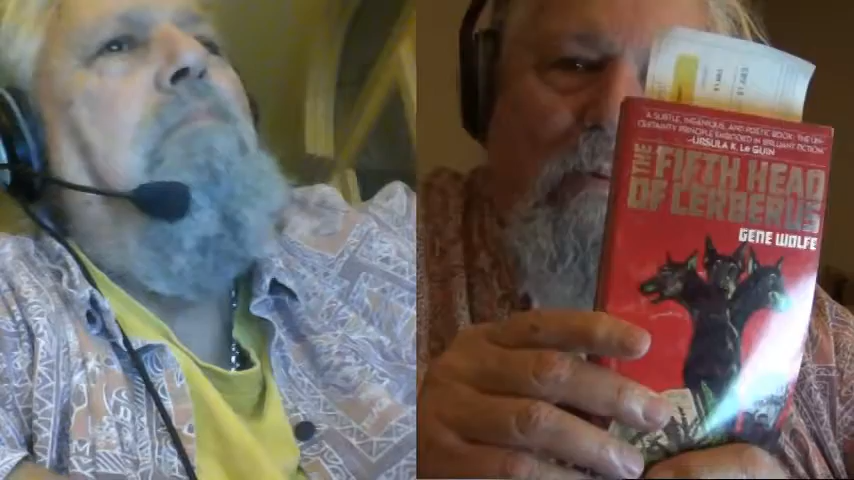 A SUBTLE, INGENIOUS, AND POETIC BOOK: THE UN-
CERTAINTY PRINCIPLE EMBODIED IN BRILLIANT FICTION."
—URSULA K. Le GUIN
THE FIFTH HEAD
OF CERBERUS
GENE WOLFE